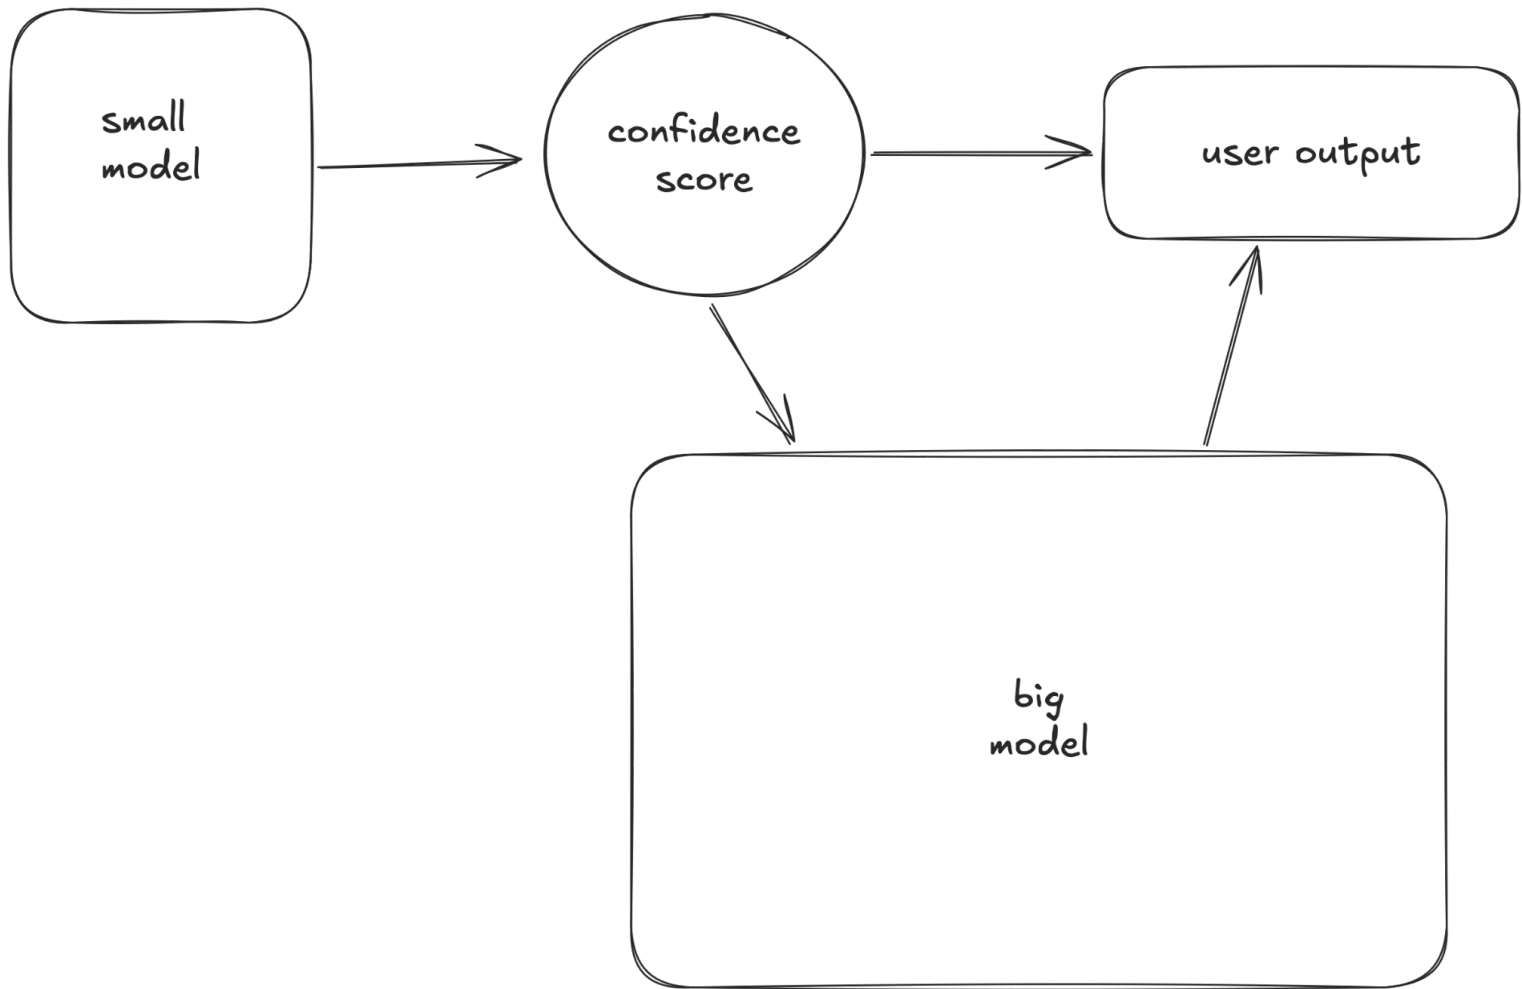 small
model
confidence
score
user output
big
model